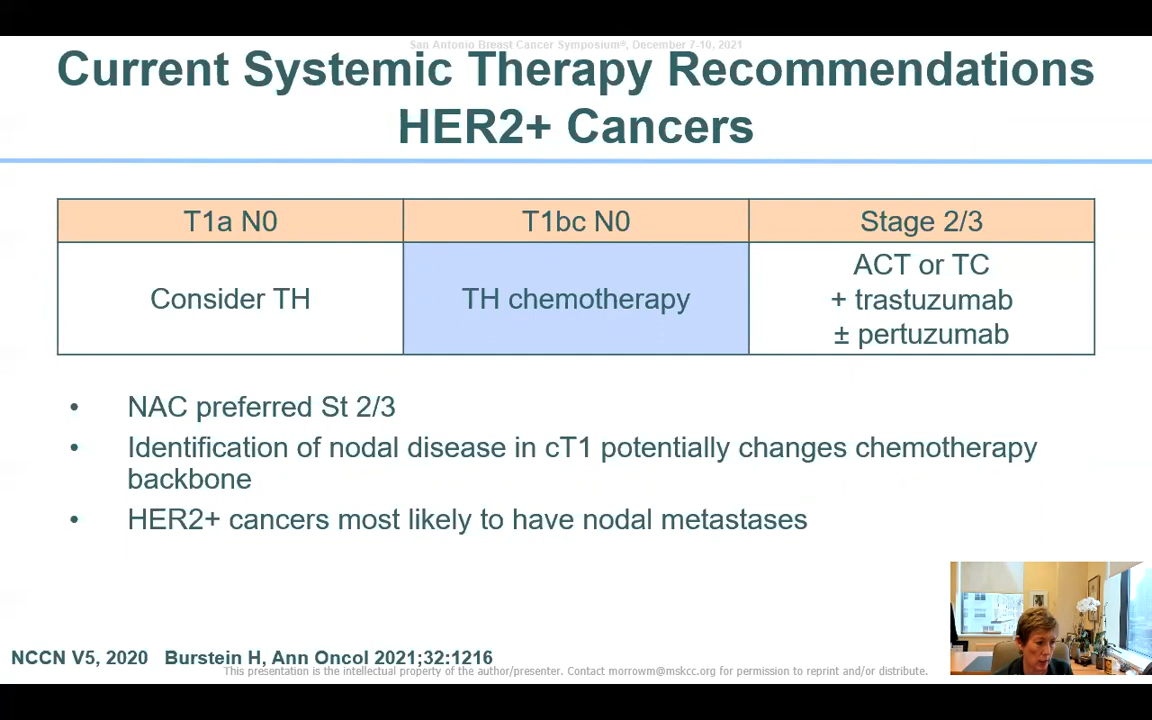 San Antonio Breast Cancer Symposium®, December 7-10, 2021
Current Systemic Therapy Recommendations
HER2+ Cancers
T1a N0
T1bc N0
Stage 2/3
Consider TH
TH chemotherapy
ACT or TC
+ trastuzumab
± pertuzumab
• NAC preferred St 2/3
• Identification of nodal disease in cT1 potentially changes chemotherapy
backbone
• HER2+ cancers most likely to have nodal metastases
NCCN V5, 2020 Burstein H, Ann Oncol 2021;32:1216
This presentation is the intellectual property of the author/presenter. Contact morrowm@mskcc.org for permission to reprint and/or distribute.